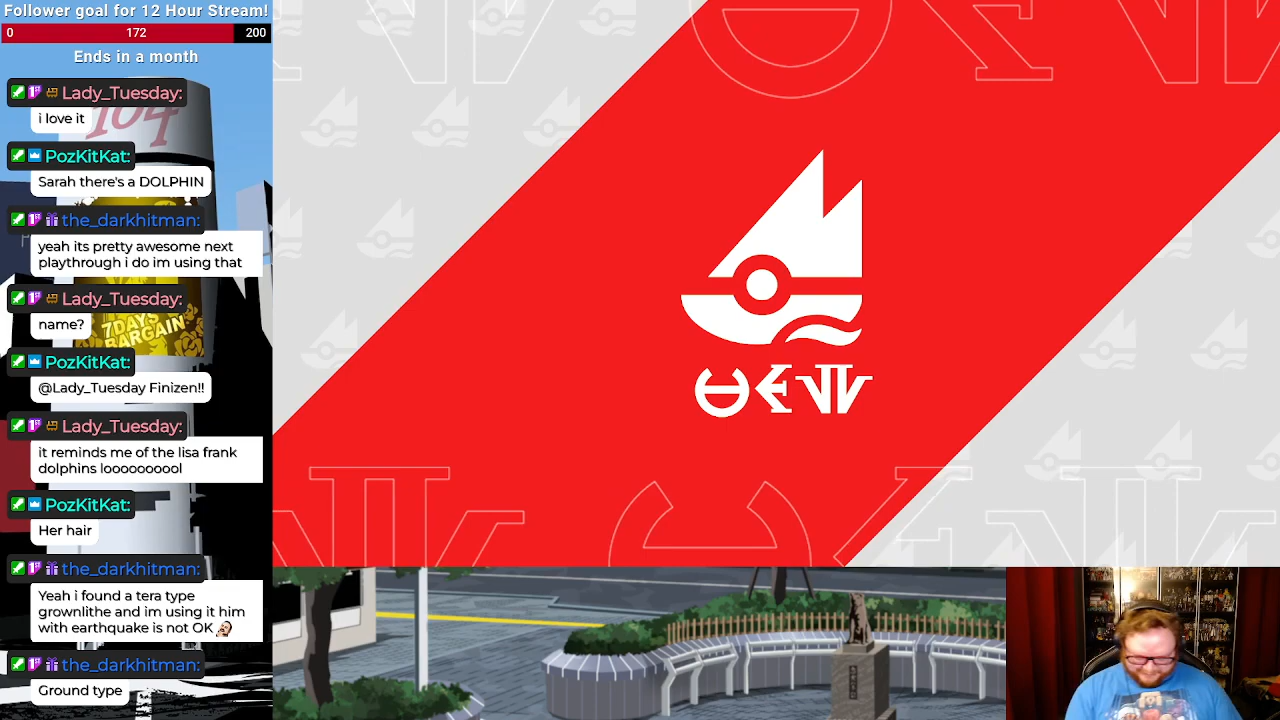 Follower goal for 12 Hour Stream!
0 172 200
Ends in a month
Lady_Tuesday:
i love it
104
PozKitKat:
Sarah there's a DOLPHIN
the_darkhitman:
yeah its pretty awesome next
playthrough i do im using that
Lady_Tuesday:
name?
7DAYS
BARGAIN
PozKitKat:
@Lady_Tuesday Finizen!!
Lady_Tuesday:
it reminds me of the lisa frank
dolphins loooooooool
PozKitKat:
Her hair
the_darkhitman:
Yeah i found a tera type
grownlithe and im using it him
with earthquake is not OK
the_darkhitman:
Ground type